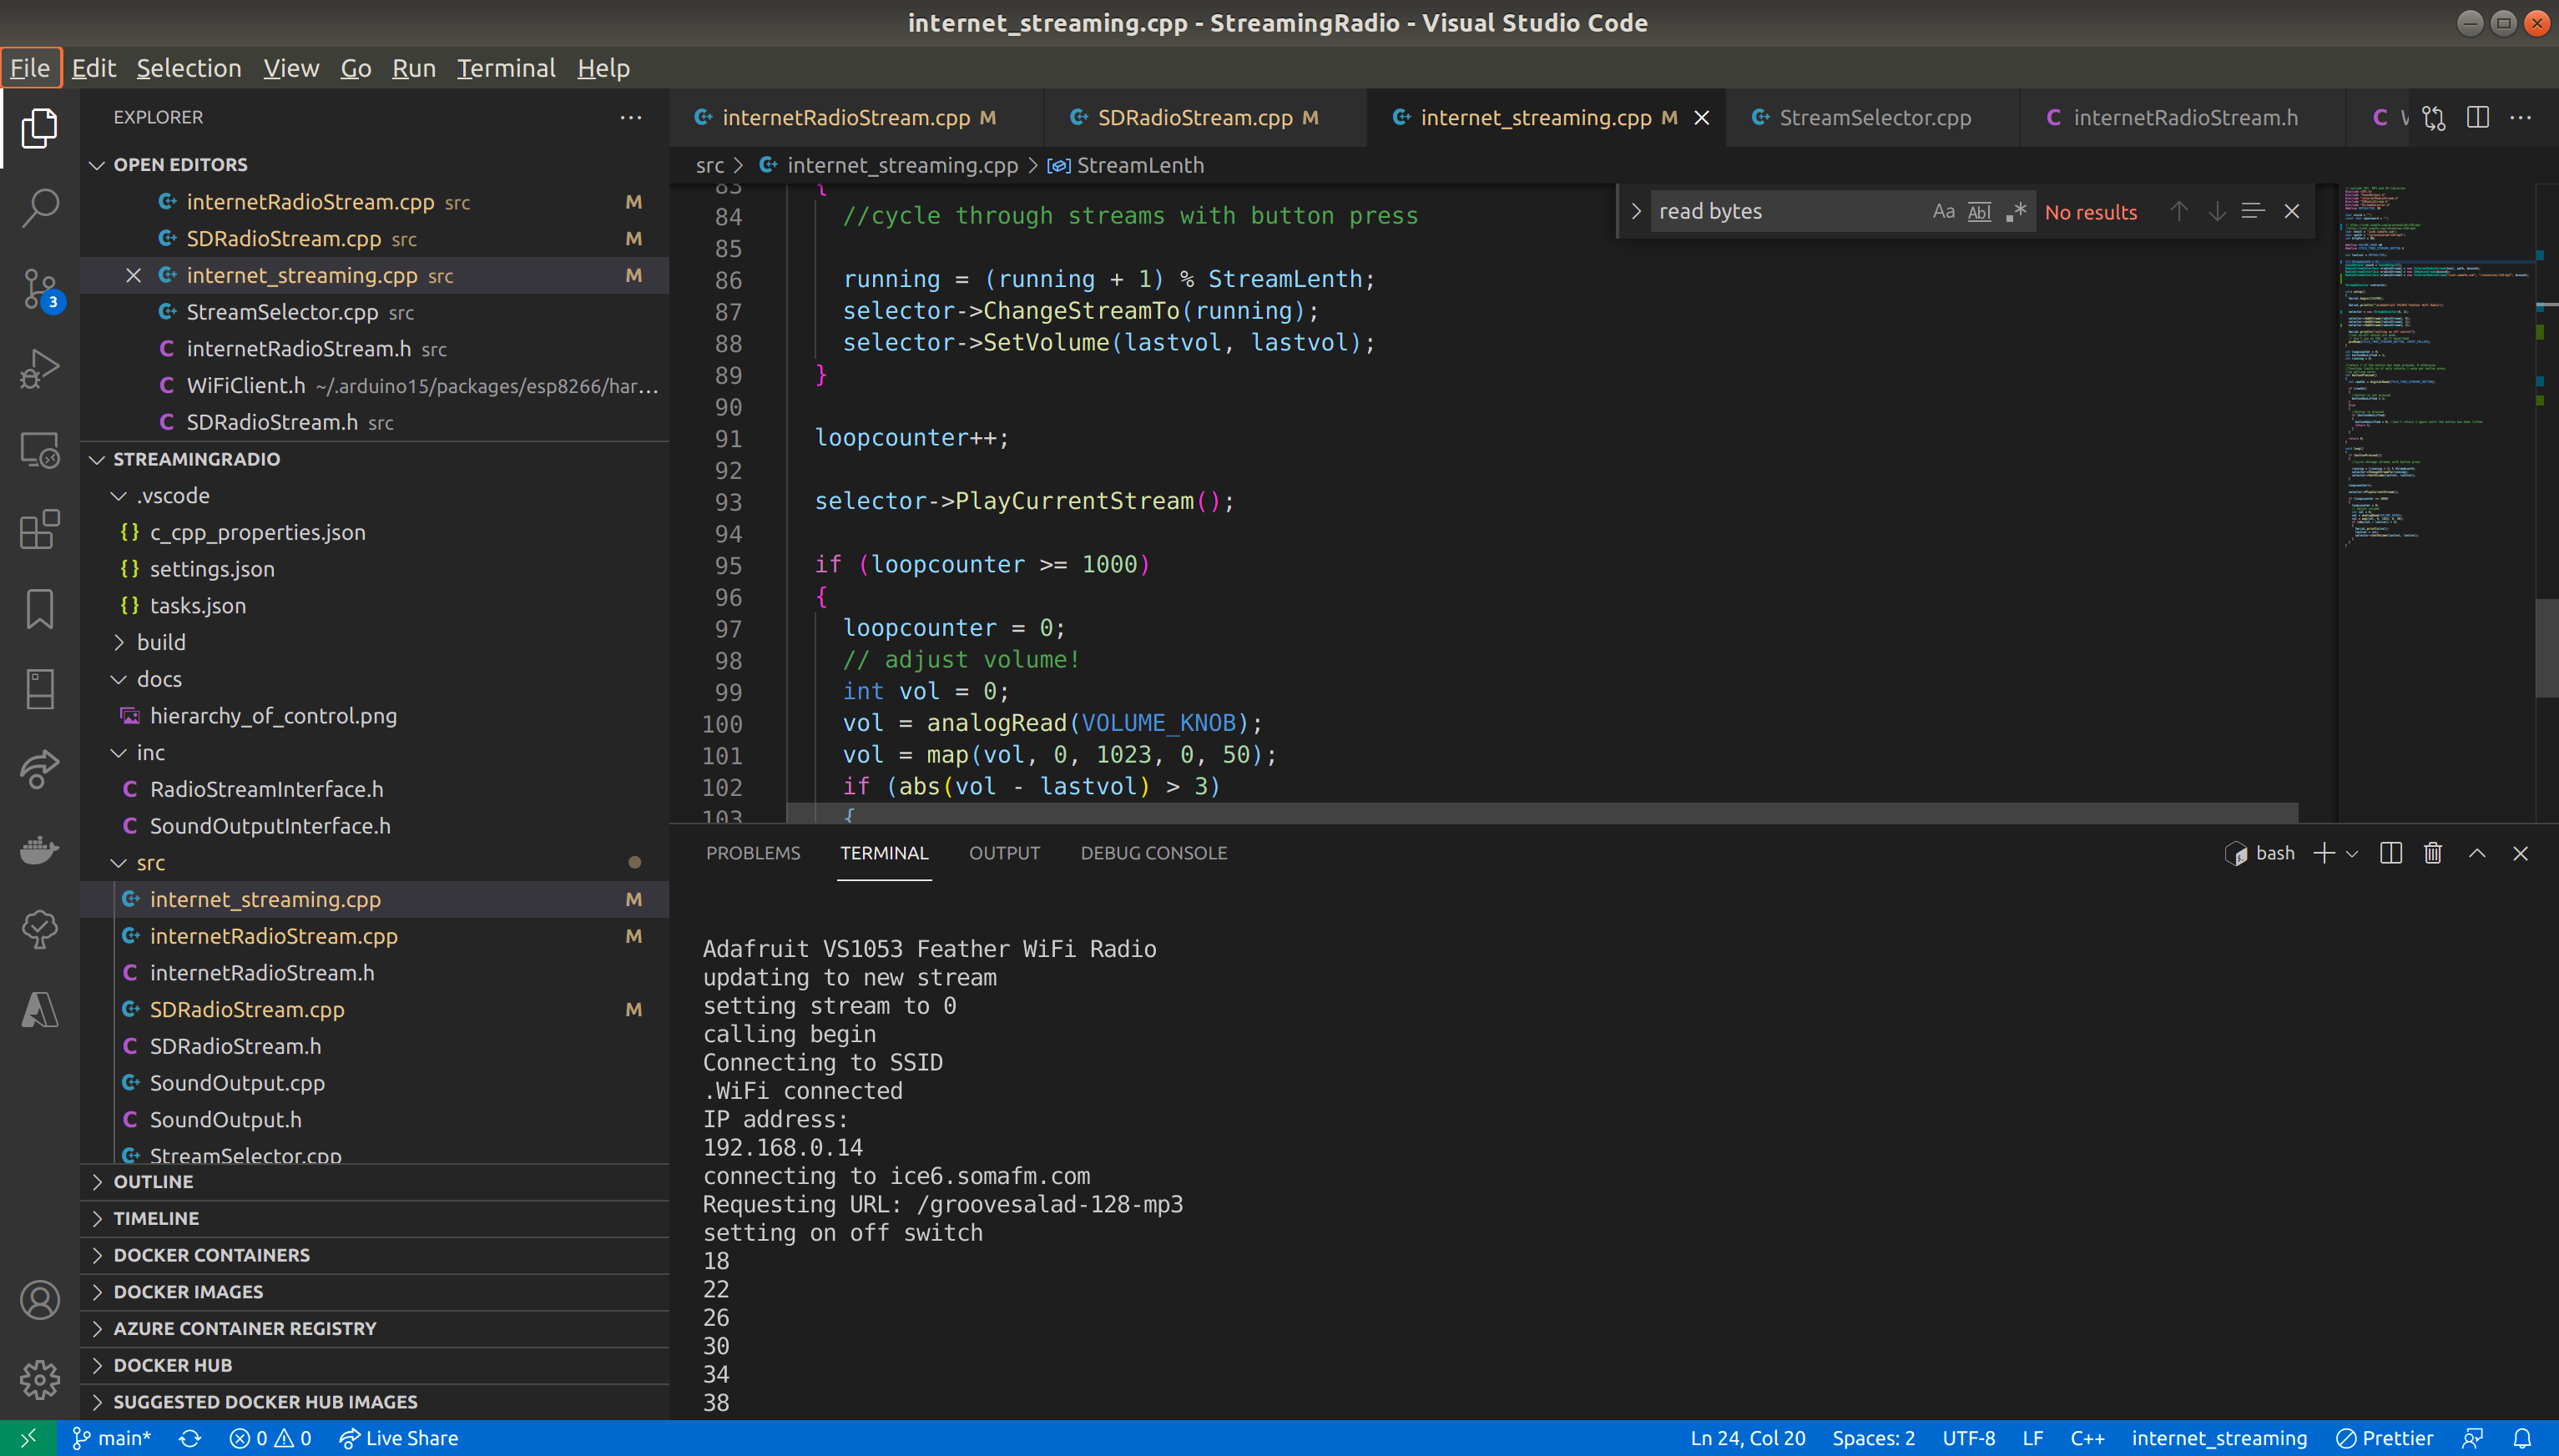 internet_streaming.cpp - StreamingRadio - Visual Studio Code
File Edit Selection View Go Run Terminal Help
EXPLORER
OPEN EDITORS
internetRadioStream.cpp src M
SDRadioStream.cpp src M
internet_streaming.cpp src M
StreamSelector.cpp src
internetRadioStream.h src
WiFiClient.h ~/.arduino15/packages/esp8266/har...
SDRadioStream.h src
STREAMINGRADIO
.vscode
{} c_cpp_properties.json
{} settings.json
{} tasks.json
build
docs
hierarchy_of_control.png
inc
C RadioStreamInterface.h
C SoundOutputInterface.h
src
internet_streaming.cpp M
internetRadioStream.cpp M
C internetRadioStream.h
SDRadioStream.cpp M
C SDRadioStream.h
SoundOutput.cpp
C SoundOutput.h
StreamSelector.cpp
OUTLINE
TIMELINE
DOCKER CONTAINERS
DOCKER IMAGES
AZURE CONTAINER REGISTRY
DOCKER HUB
SUGGESTED DOCKER HUB IMAGES
3
internetRadioStream.cpp M SDRadioStream.cpp M internet_streaming.cpp M StreamSelector.cpp C internetRadioStream.h C
src > internet_streaming.cpp > StreamLenth
read bytes Aa Abl .* No results
83 {
84 //cycle through streams with button press
85
86 running = (running + 1) % StreamLenth;
87 selector->ChangeStreamTo(running);
88 selector->SetVolume(lastvol, lastvol);
89 }
90
91 loopcounter++;
92
93 selector->PlayCurrentStream();
94
95 if (loopcounter >= 1000)
96 {
97 loopcounter = 0;
98 // adjust volume!
99 int vol = 0;
100 vol = analogRead(VOLUME_KNOB);
101 vol = map(vol, 0, 1023, 0, 50);
102 if (abs(vol - lastvol) > 3)
103 {
PROBLEMS TERMINAL OUTPUT DEBUG CONSOLE
bash
Adafruit VS1053 Feather WiFi Radio
updating to new stream
setting stream to 0
calling begin
Connecting to SSID
.WiFi connected
IP address:
192.168.0.14
connecting to ice6.somafm.com
Requesting URL: /groovesalad-128-mp3
setting on off switch
18
22
26
30
34
38
main* 0 0 Live Share
Ln 24, Col 20 Spaces: 2 UTF-8 LF C++ internet_streaming Prettier